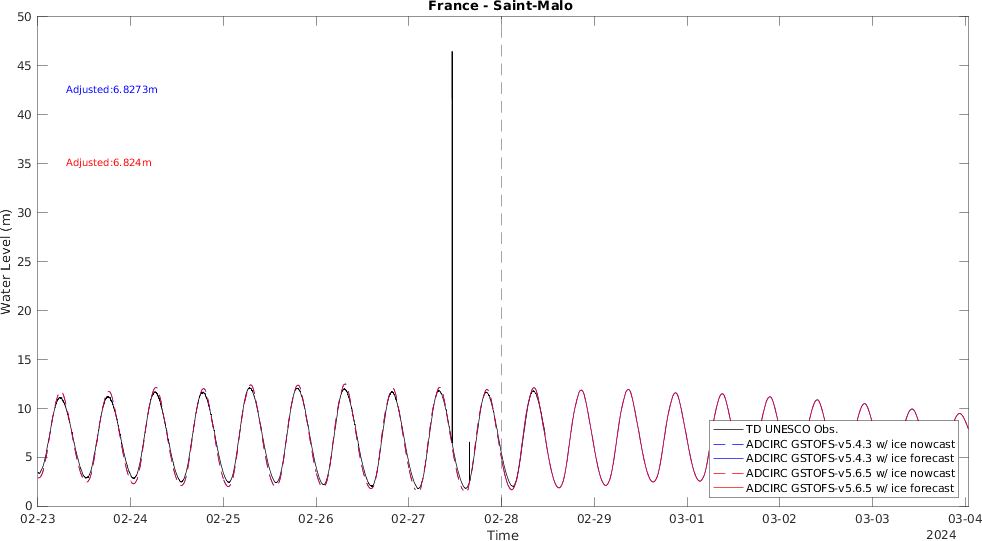 France - Saint-Malo
50
45
40
35
30
25
20
15
10
5
0
Water Level (m)
Adjusted:6.8273m
Adjusted:6.824m
TD UNESCO Obs.
ADCIRC GSTOFS-v5.4.3 w/ ice nowcast
ADCIRC GSTOFS-v5.4.3 w/ ice forecast
ADCIRC GSTOFS-v5.6.5 w/ ice nowcast
ADCIRC GSTOFS-v5.6.5 w/ ice forecast
02-23 02-24 02-25 02-26 02-27 02-28 02-29 03-01 03-02 03-03 03-04
Time
2024